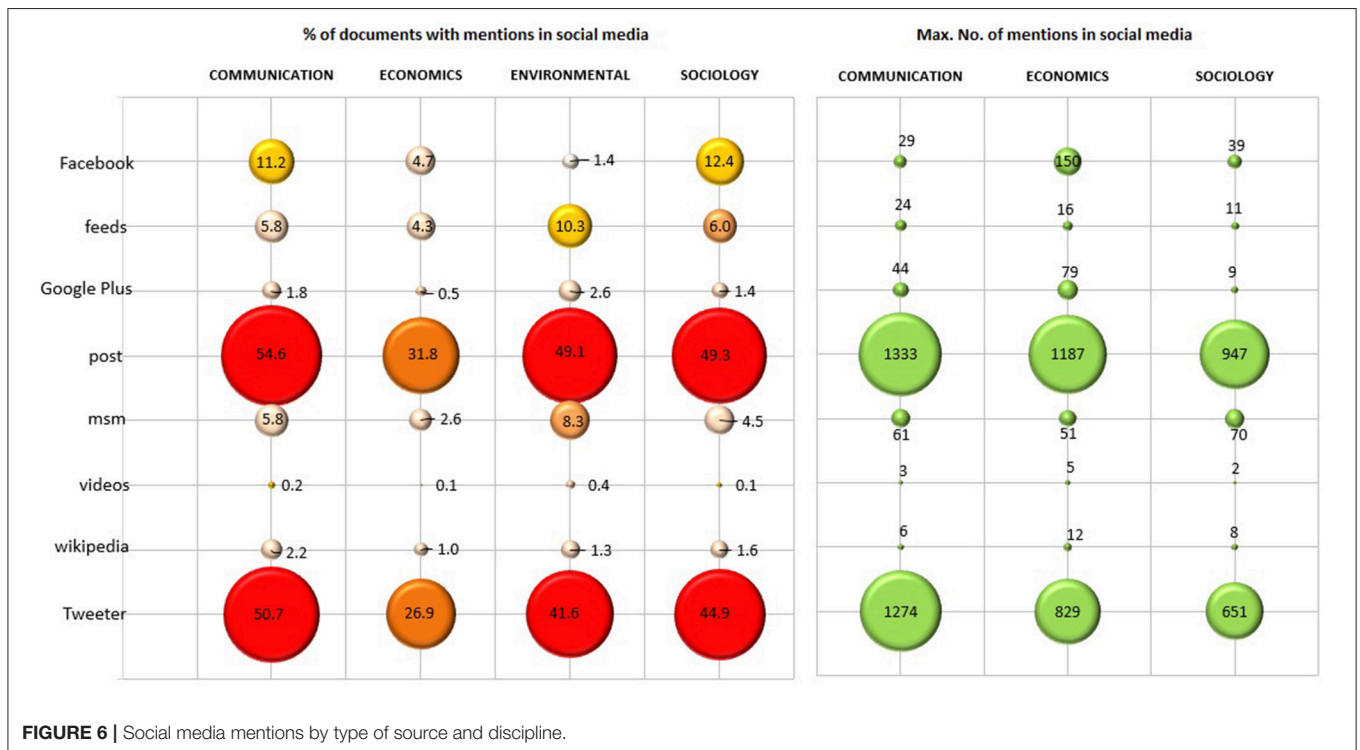 % of documents with mentions in social media
Max. No. of mentions in social media
COMMUNICATION ECONOMICS ENVIRONMENTAL SOCIOLOGY
COMMUNICATION ECONOMICS SOCIOLOGY
Facebook 11.2 4.7 1.4 12.4 29 150 39
feeds 5.8 4.3 10.3 6.0 24 16 11
Google Plus 1.8 0.5 2.6 1.4 44 79 9
post 54.6 31.8 49.1 49.3 1333 1187 947
msm 5.8 2.6 8.3 4.5 61 51 70
videos 0.2 0.1 0.4 0.1 3 5 2
wikipedia 2.2 1.0 1.3 1.6 6 12 8
Tweeter 50.7 26.9 41.6 44.9 1274 829 651
FIGURE 6 | Social media mentions by type of source and discipline.